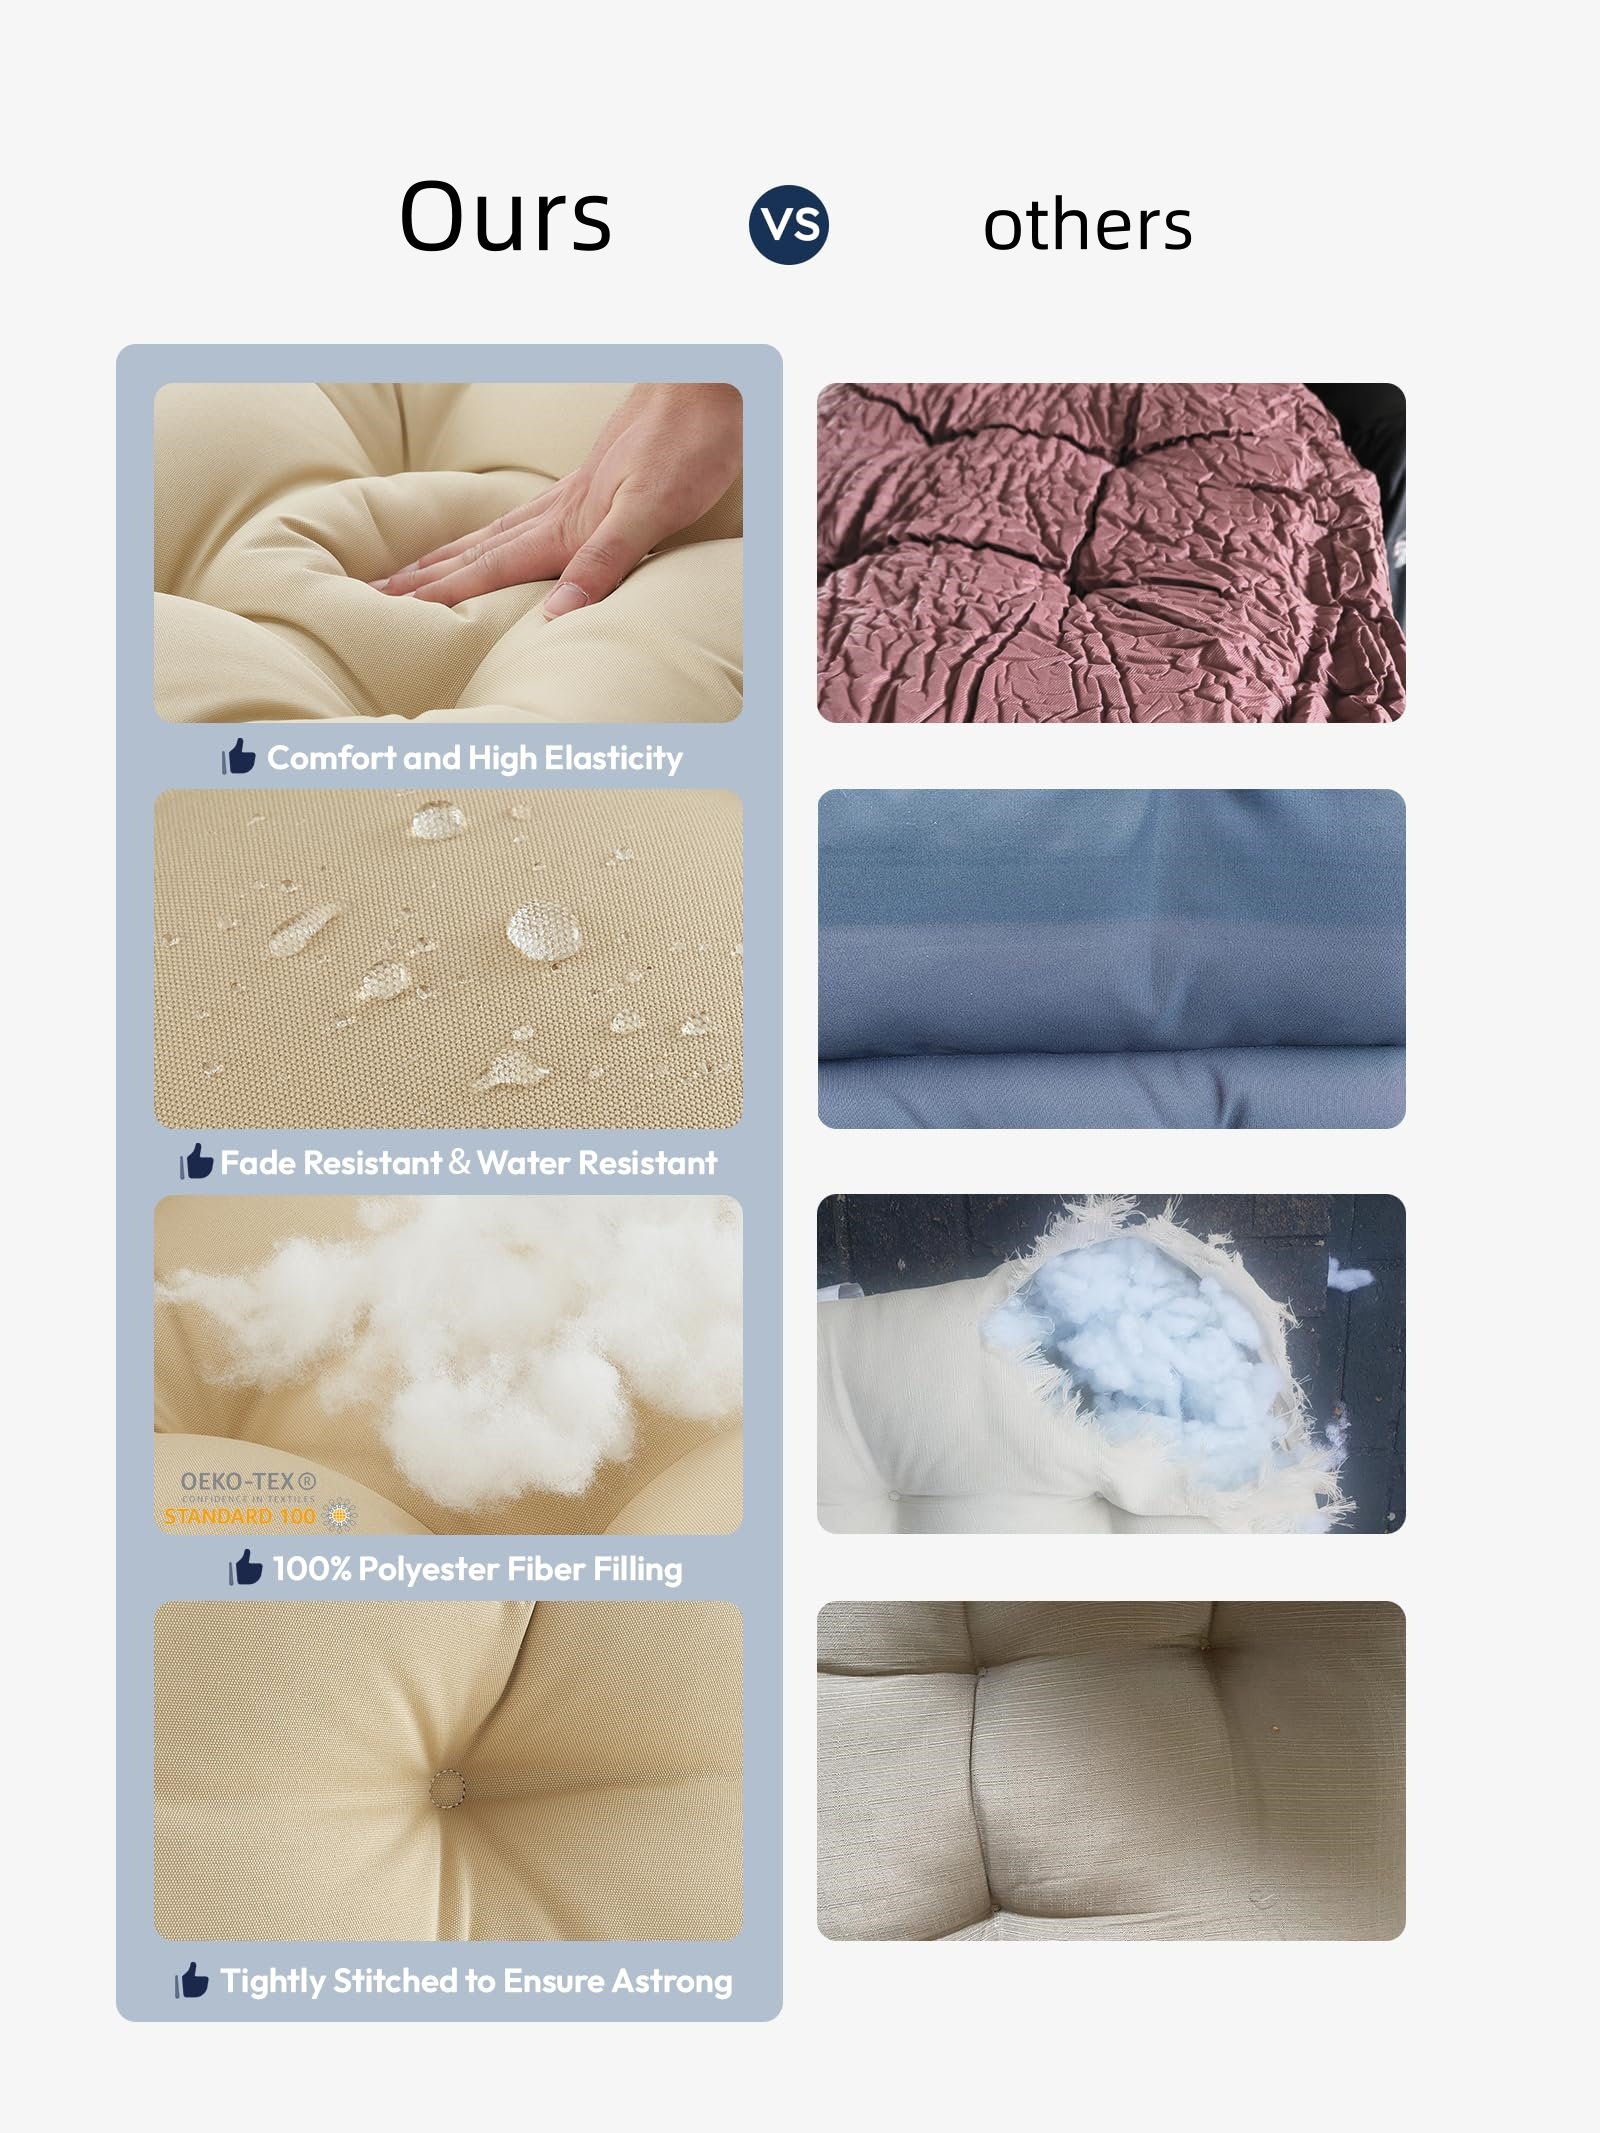 Ours
VS
others
Comfort and High Elasticity
Fade Resistant & Water Resistant
OEKO-TEX®
CONFIDENCE IN TEXTILES
STANDARD 100
100% Polyester Fiber Filling
Tightly Stitched to Ensure Astrong